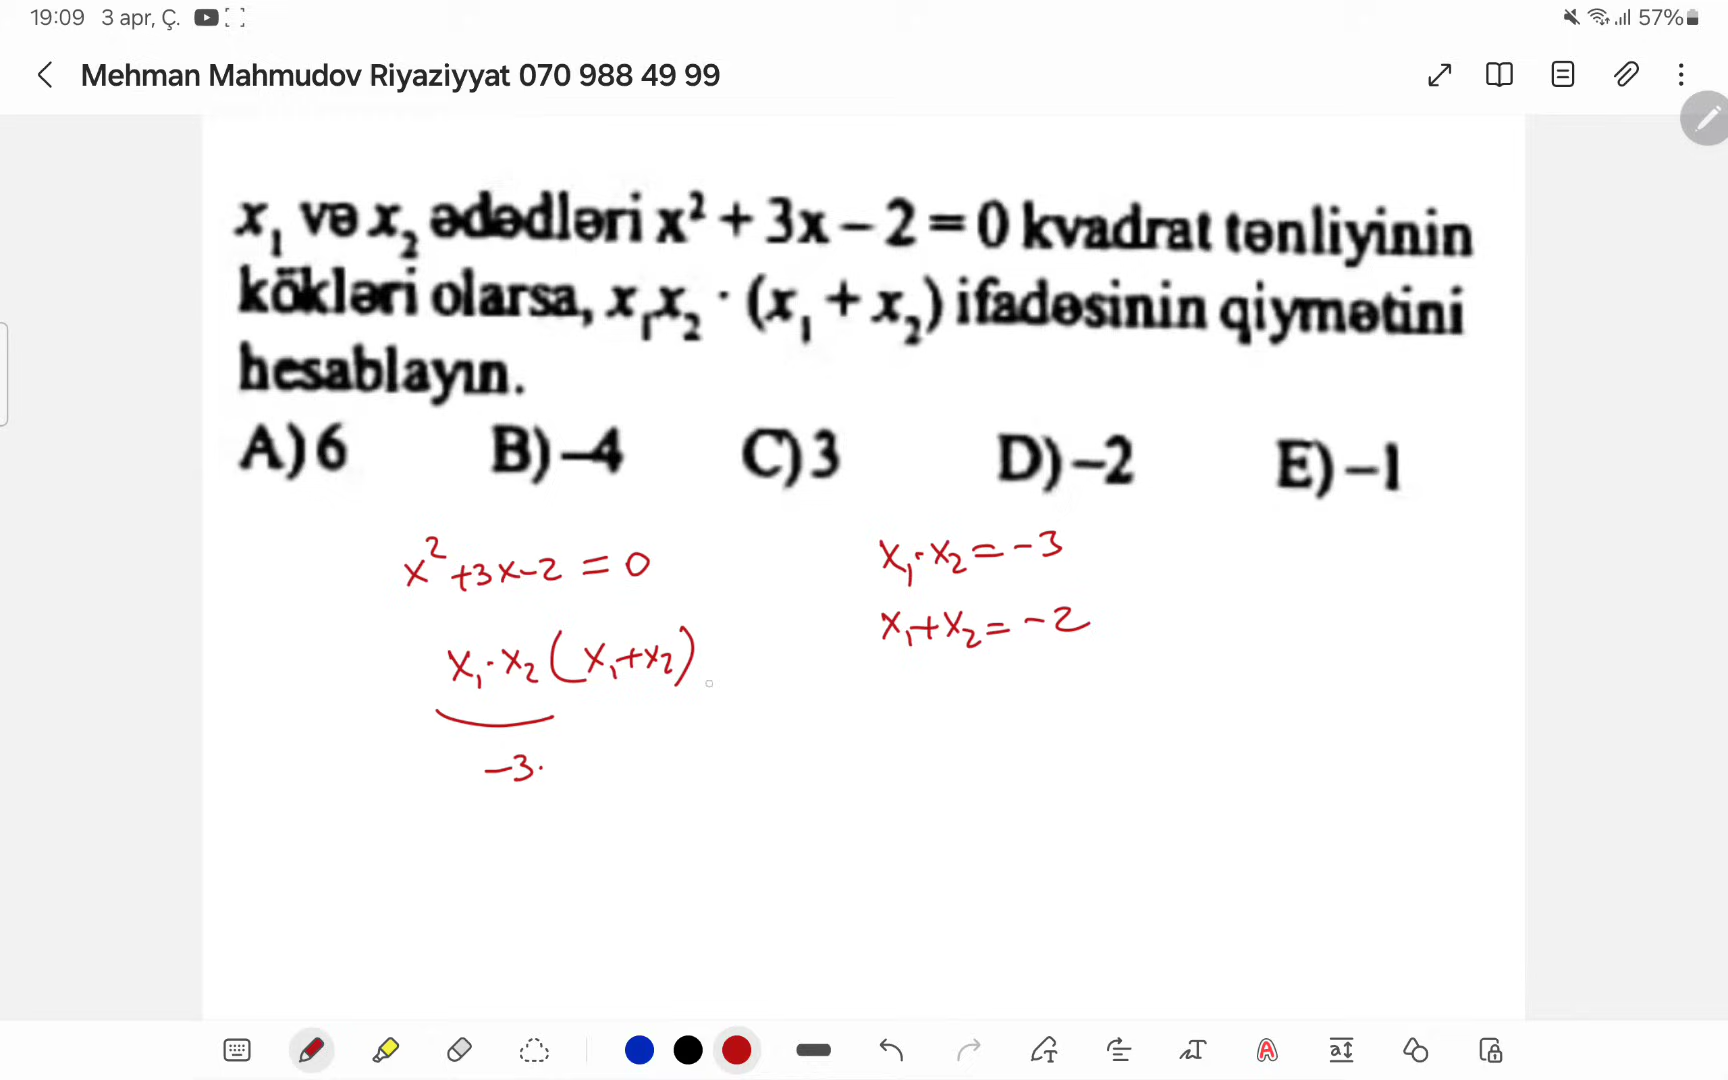 19:09 3 apr, Ç. 57%
Mehman Mahmudov Riyaziyyat 070 988 49 99
x₁ və x₂ ədədləri x² + 3x – 2 = 0 kvadrat tənliyinin
kökləri olarsa, x₁x₂ · (x₁ + x₂) ifadəsinin qiymətini
hesablayın.
A) 6 B) –4 C) 3 D) –2 E) –1
x² +3x-2 = 0
x₁·x₂ = -3
x₁+x₂ = -2
x₁·x₂ (x₁+x₂)
-3·